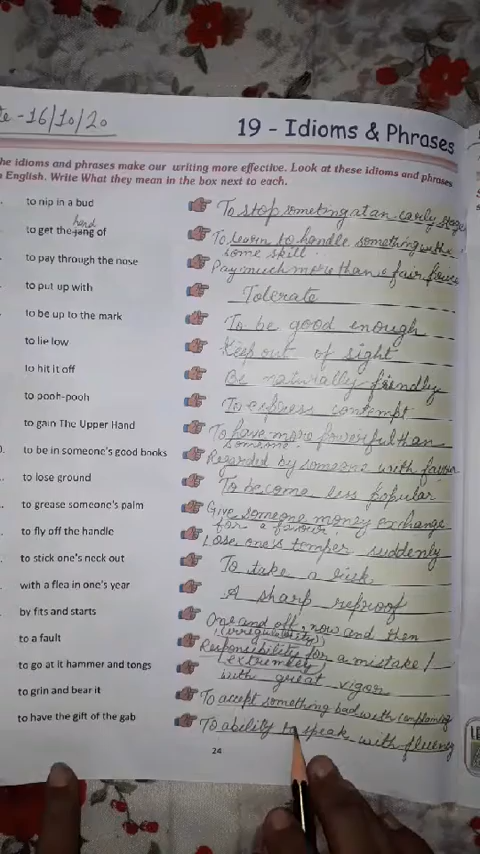 te - 16/10/20
19 - Idioms & Phrases
he idioms and phrases make our writing more effective. Look at these idioms and phrases
English. Write What they mean in the box next to each.
to nip in a bud To stop someting at an early stage
hard
to get the jang of To learn to handle something with
some skill
to pay through the nose Pay much more than a fair
to put up with Tolerate
to be up to the mark To be good enough
to lie low Keep out of sight
to hit it off Be naturally friendly
to pooh-pooh To express contempt
to gain The Upper Hand To have more powerful than
someone
to be in someone's good books Regarded by someone with favour
to lose ground To become less popular
to grease someone's palm Give someone money exchange
for a favour
to fly off the handle Lose one's temper suddenly
to stick one's neck out To take a risk
with a flea in one's year A sharp reproof
by fits and starts One and off, now and then
(irregularity)
to a fault Responsibility for a mistake /
(extremely)
to go at it hammer and tongs with great vigor
to grin and bear it To accept something bad with
to have the gift of the gab To ability to speak with fluency
24